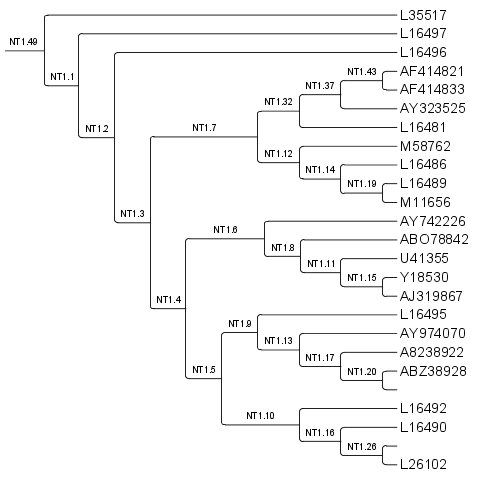 L35517
NT1.49
L16497
L16496
AF414821
NT1.43
NT1.1
AF414833
NT1.37
NT1.32
AY323525
L16481
NT1.2
NT1.7
M58762
NT1.12
L16486
NT1.14
L16489
NT1.19
M11656
NT1.3
AY742226
NT1.6
ABO78842
NT1.8
U41355
NT1.11
Y18530
NT1.15
AJ319867
NT1.4
L16495
NT1.9
AY974070
NT1.13
A8238922
NT1.17
ABZ38928
NT1.5
NT1.20
L16492
NT1.10
L16490
NT1.16
NT1.26
L26102